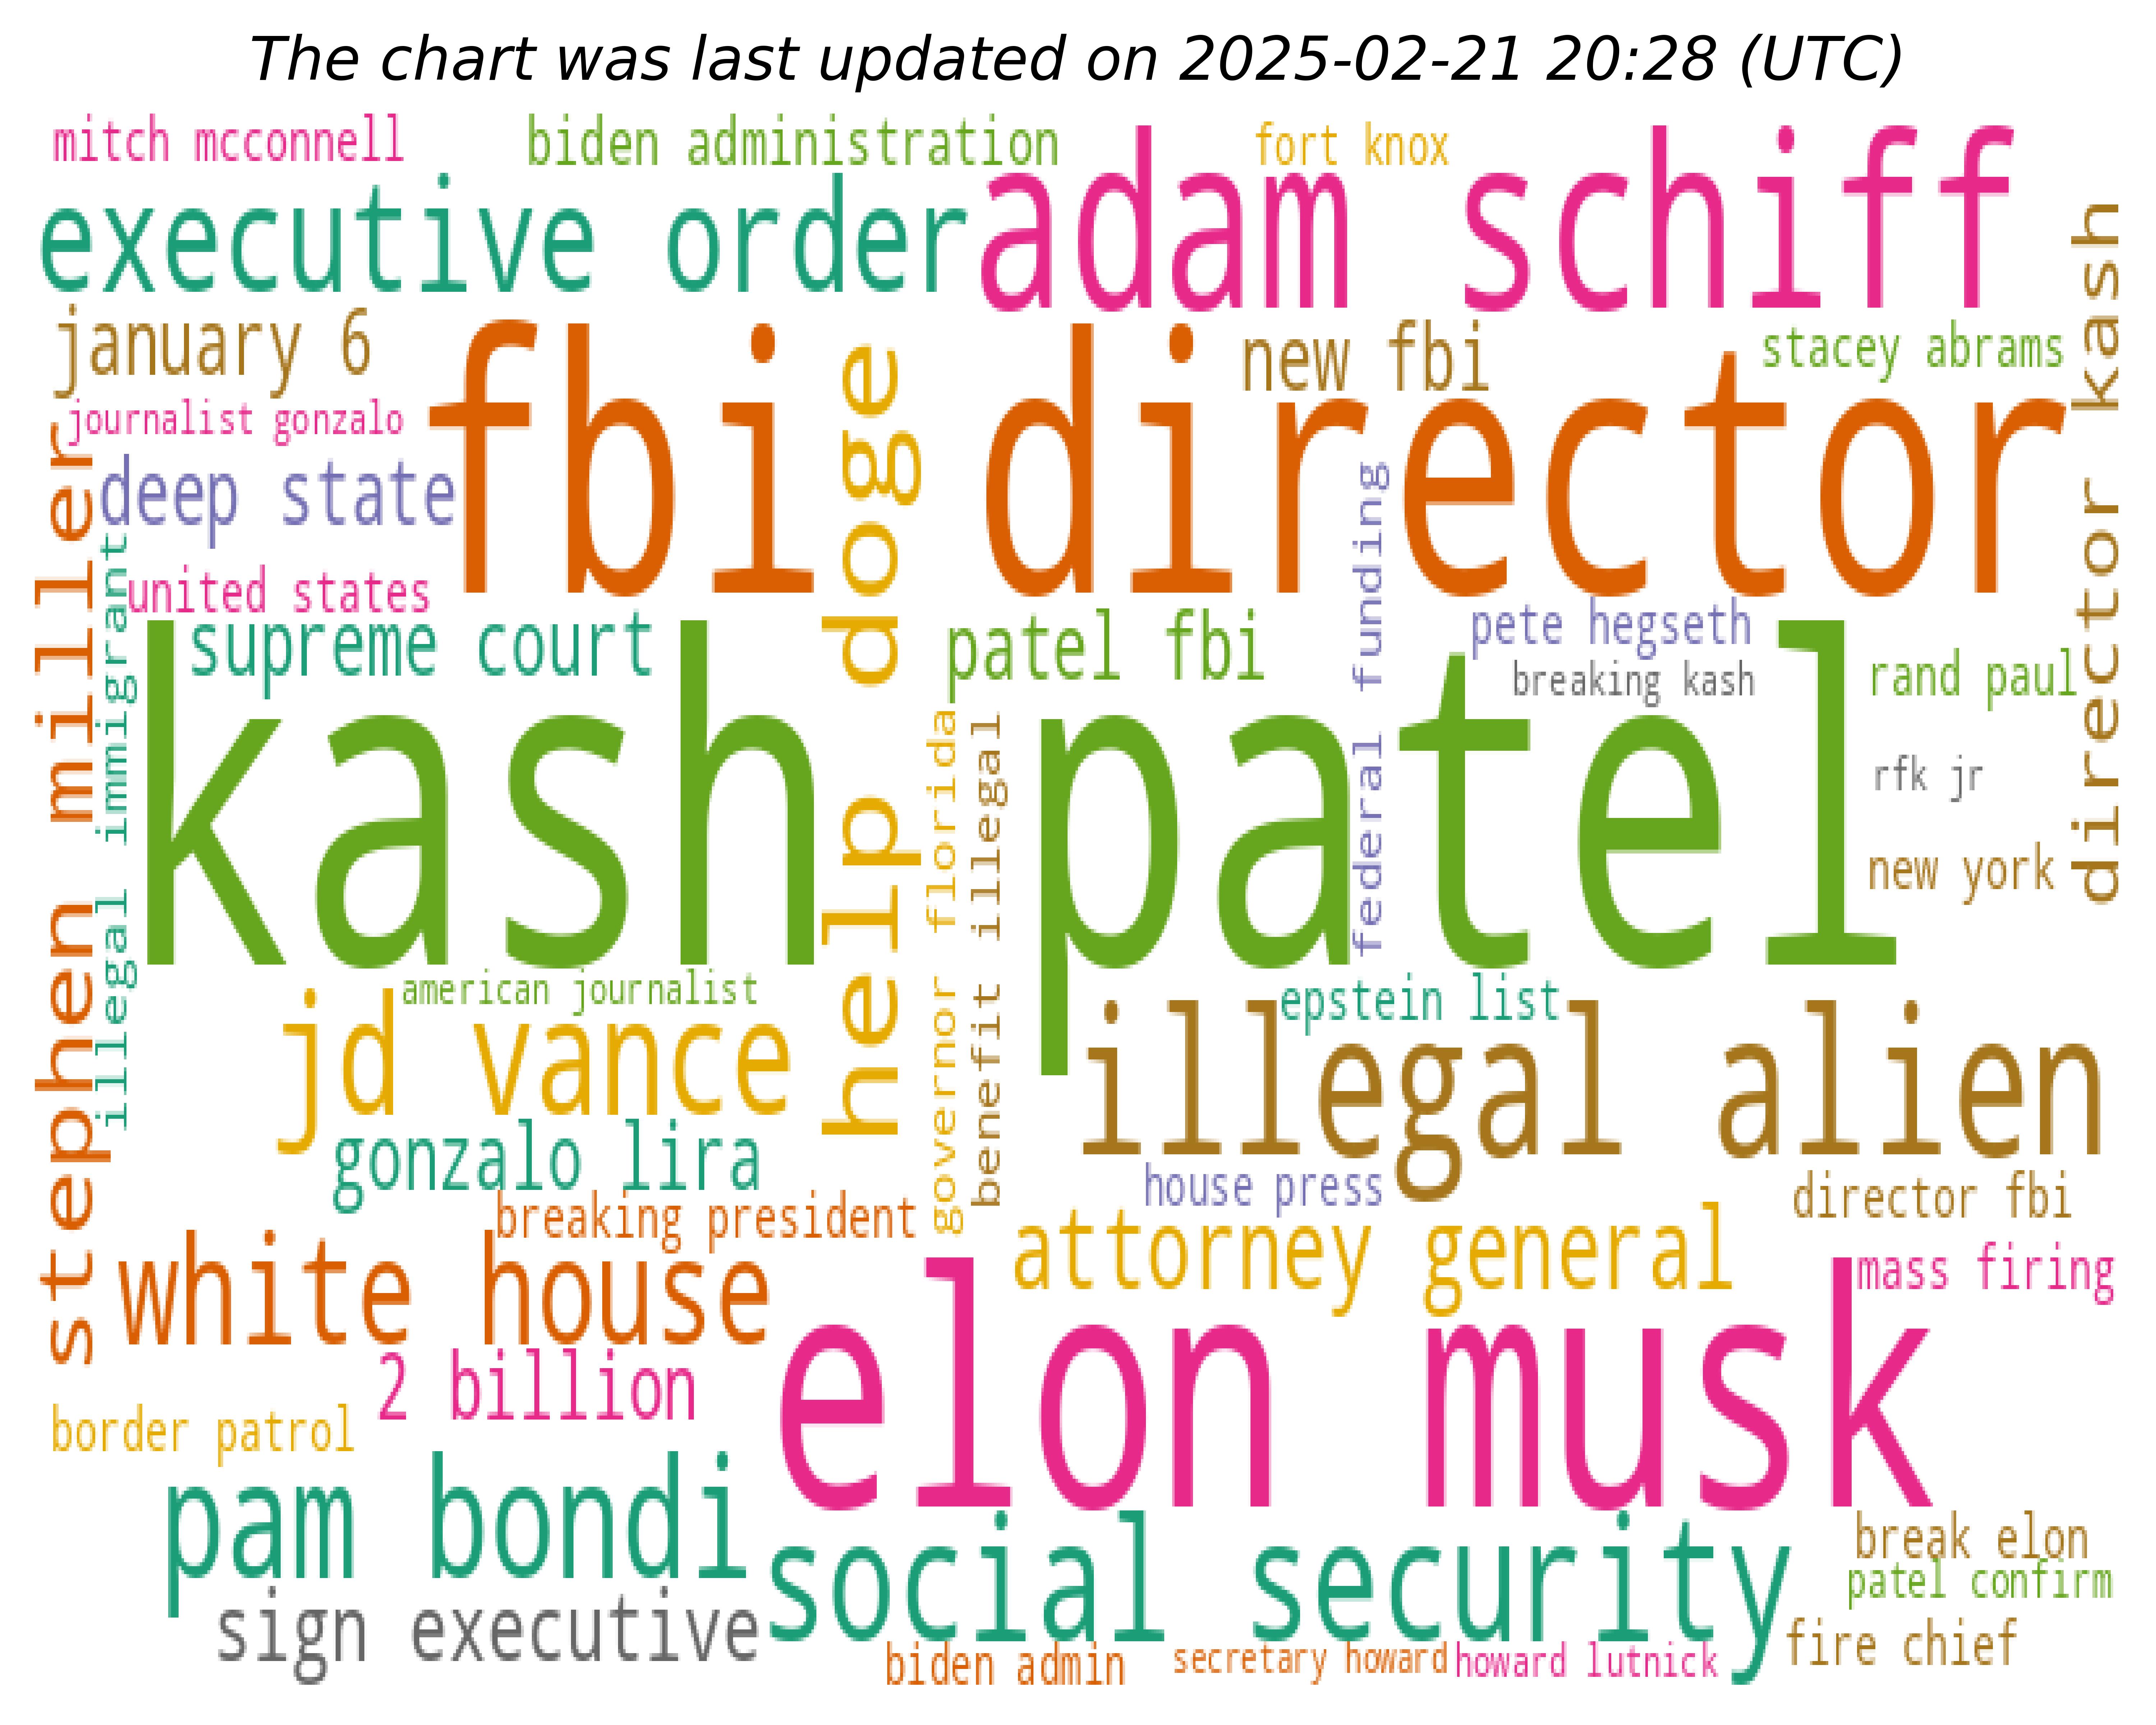 The chart was last updated on 2025-02-21 20:28 (UTC)
mitch mcconnell
biden administration
fort knox
adam schiff
executive order
january 6
new fbi
stacey abrams
director kash
journalist gonzalo
fbi director
help doge
deep state
stephen miller
illegal immigrant
united states
supreme court
patel fbi
federal funding
pete hegseth
breaking kash
rand paul
kash patel
governor florida
benefit illegal
rfk jr
new york
american journalist
epstein list
jd vance
illegal alien
gonzalo lira
house press
director fbi
breaking president
attorney general
white house
mass firing
elon musk
2 billion
border patrol
pam bondi
social security
break elon
patel confirm
sign executive
fire chief
biden admin
secretary howard
howard lutnick